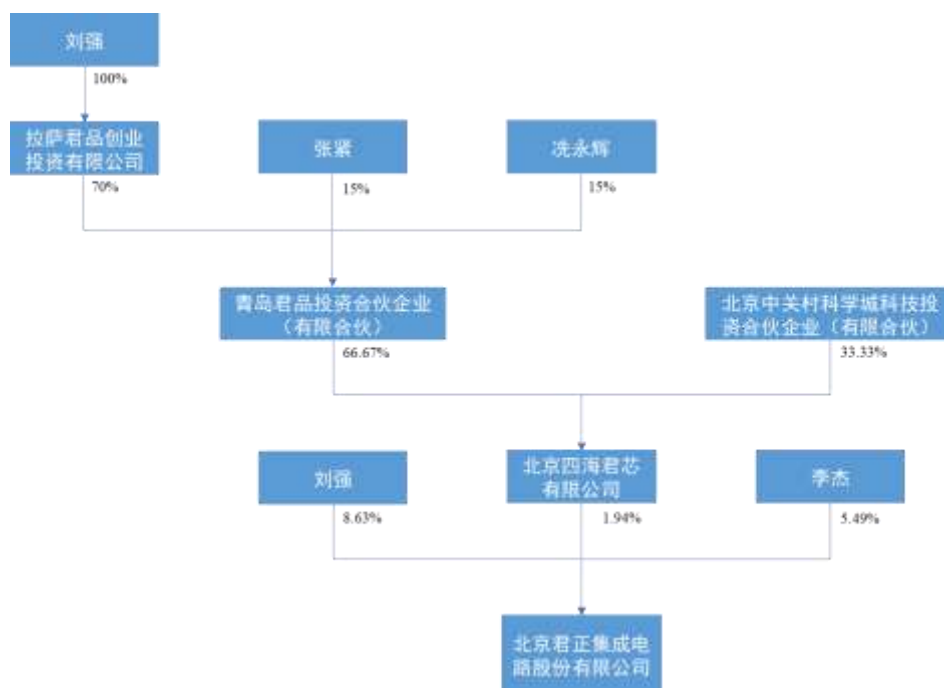 刘强
100%
拉萨君品创业
投资有限公司
张紧
冼永辉
70%
15%
15%
青岛君品投资合伙企业
（有限合伙）
北京中关村科学城科技投
资合伙企业（有限合伙）
66.67%
33.33%
刘强
北京四海君芯
有限公司
李杰
8.63%
1.94%
5.49%
北京君正集成电
路股份有限公司